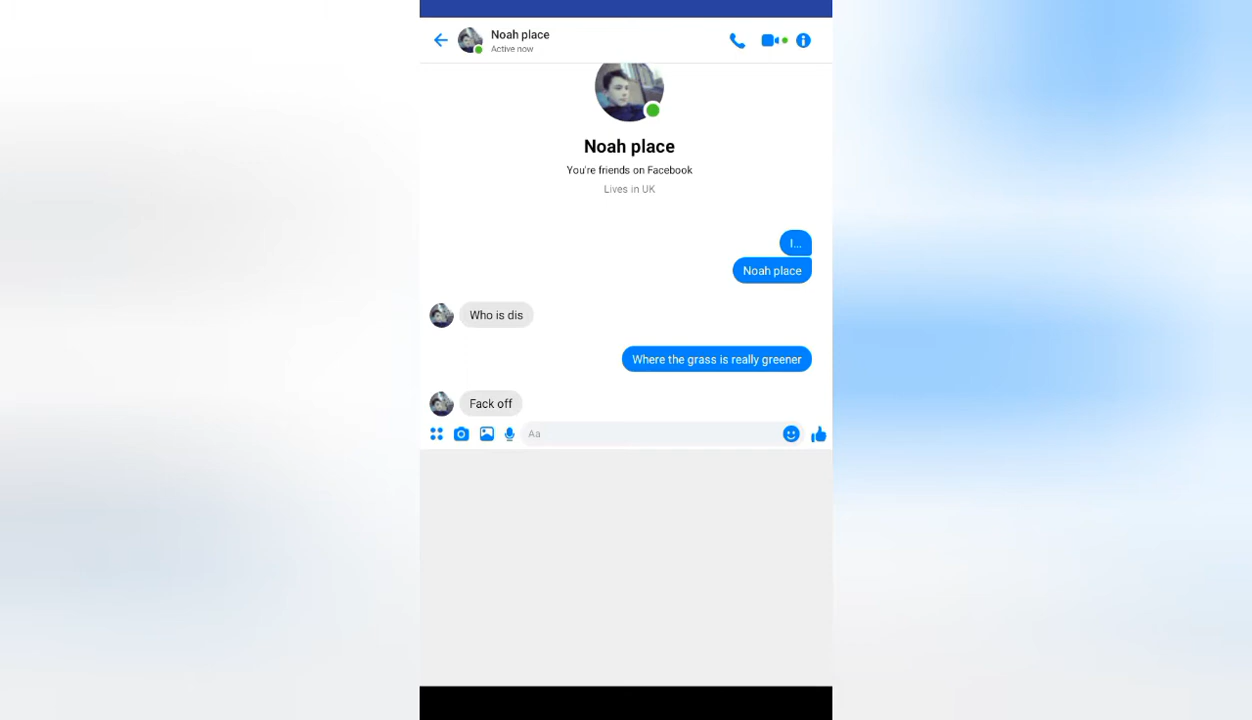 Noah place
Active now
Noah place
You're friends on Facebook
Lives in UK
I...
Noah place
Who is dis
Where the grass is really greener
Fack off
Aa